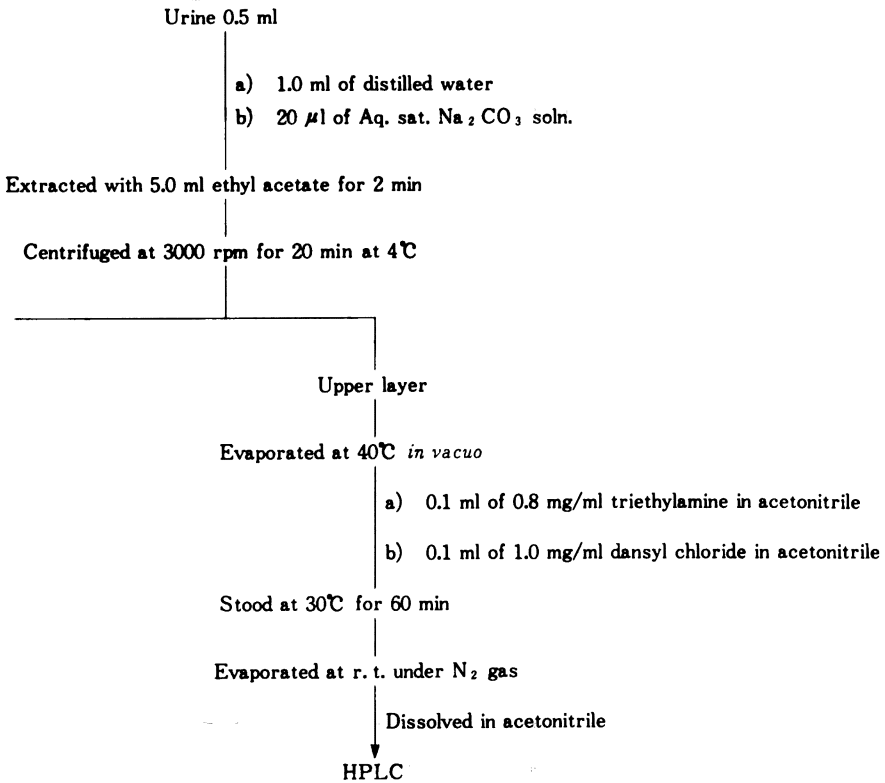 Urine 0.5 ml
a) 1.0 ml of distilled water
b) 20 μl of Aq. sat. Na₂CO₃ soln.
Extracted with 5.0 ml ethyl acetate for 2 min
Centrifuged at 3000 rpm for 20 min at 4℃
Upper layer
Evaporated at 40℃ in vacuo
a) 0.1 ml of 0.8 mg/ml triethylamine in acetonitrile
b) 0.1 ml of 1.0 mg/ml dansyl chloride in acetonitrile
Stood at 30℃ for 60 min
Evaporated at r. t. under N₂ gas
Dissolved in acetonitrile
HPLC